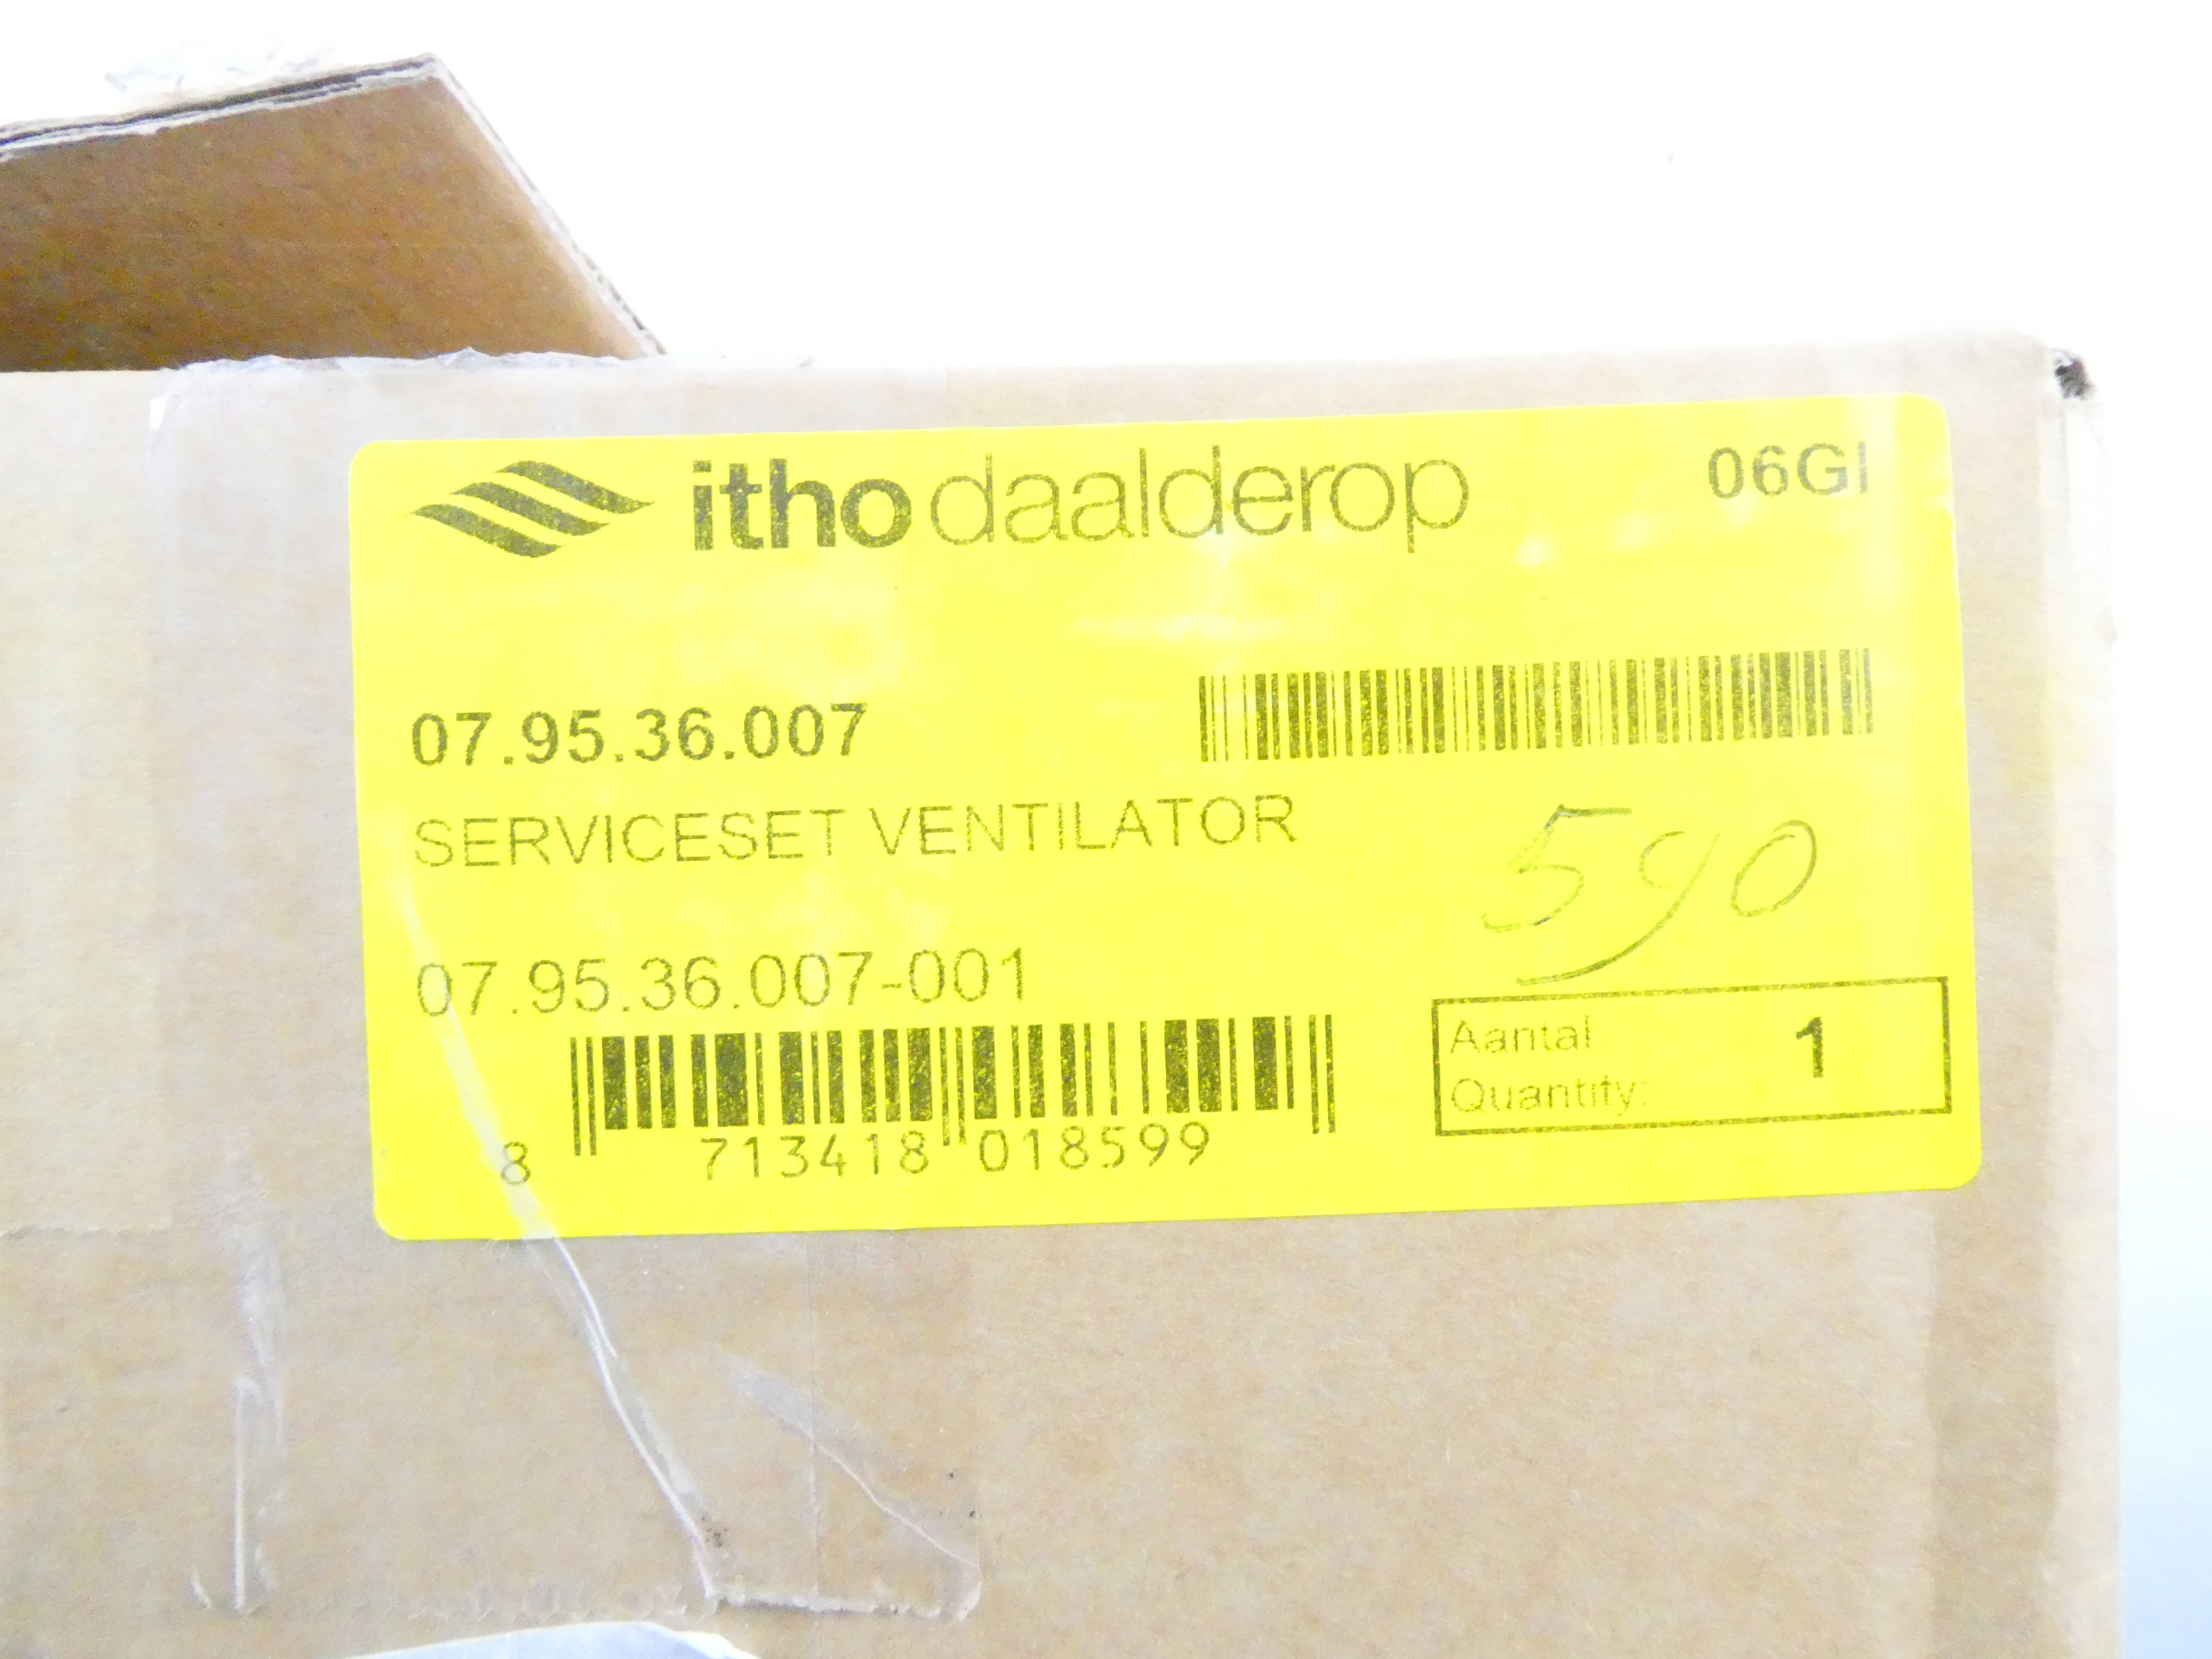 itho daalderop 06GI
07.95.36.007
SERVICESET VENTILATOR
590
07.95.36.007-001
Aantal 1
Quantity:
8 713418 018599